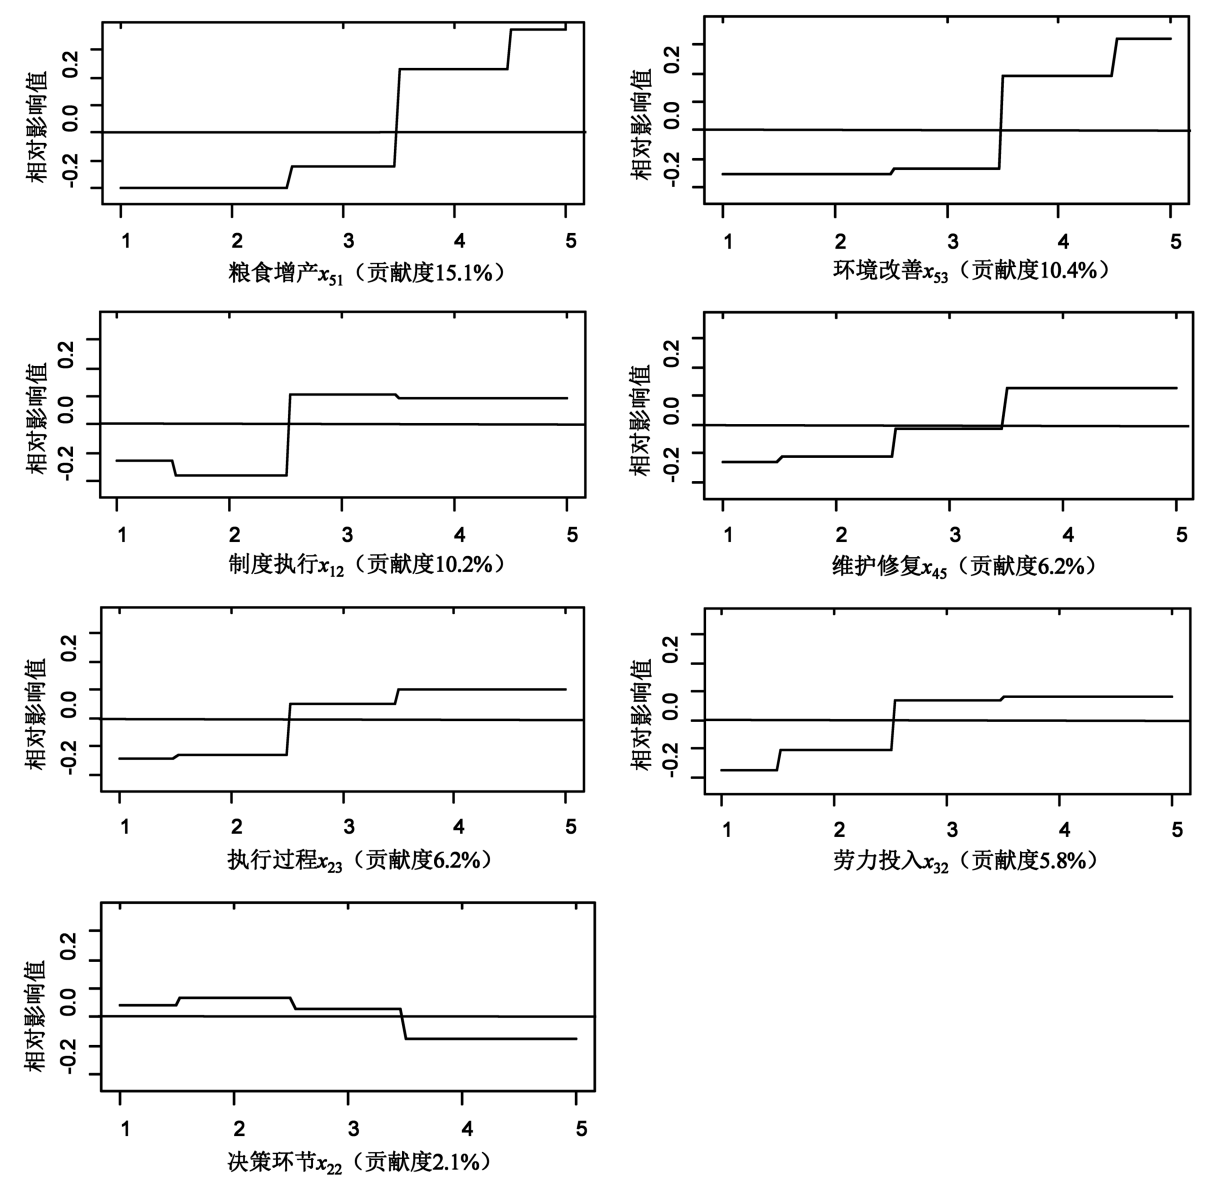 相对影响值
0.2
0.0
-0.2
1 2 3 4 5
粮食增产x51（贡献度15.1%）
相对影响值
0.2
0.0
-0.2
1 2 3 4 5
环境改善x53（贡献度10.4%）
相对影响值
0.2
0.0
-0.2
1 2 3 4 5
制度执行x12（贡献度10.2%）
相对影响值
0.2
0.0
-0.2
1 2 3 4 5
维护修复x45（贡献度6.2%）
相对影响值
0.2
0.0
-0.2
1 2 3 4 5
执行过程x23（贡献度6.2%）
相对影响值
0.2
0.0
-0.2
1 2 3 4 5
劳力投入x32（贡献度5.8%）
相对影响值
0.2
0.0
-0.2
1 2 3 4 5
决策环节x22（贡献度2.1%）